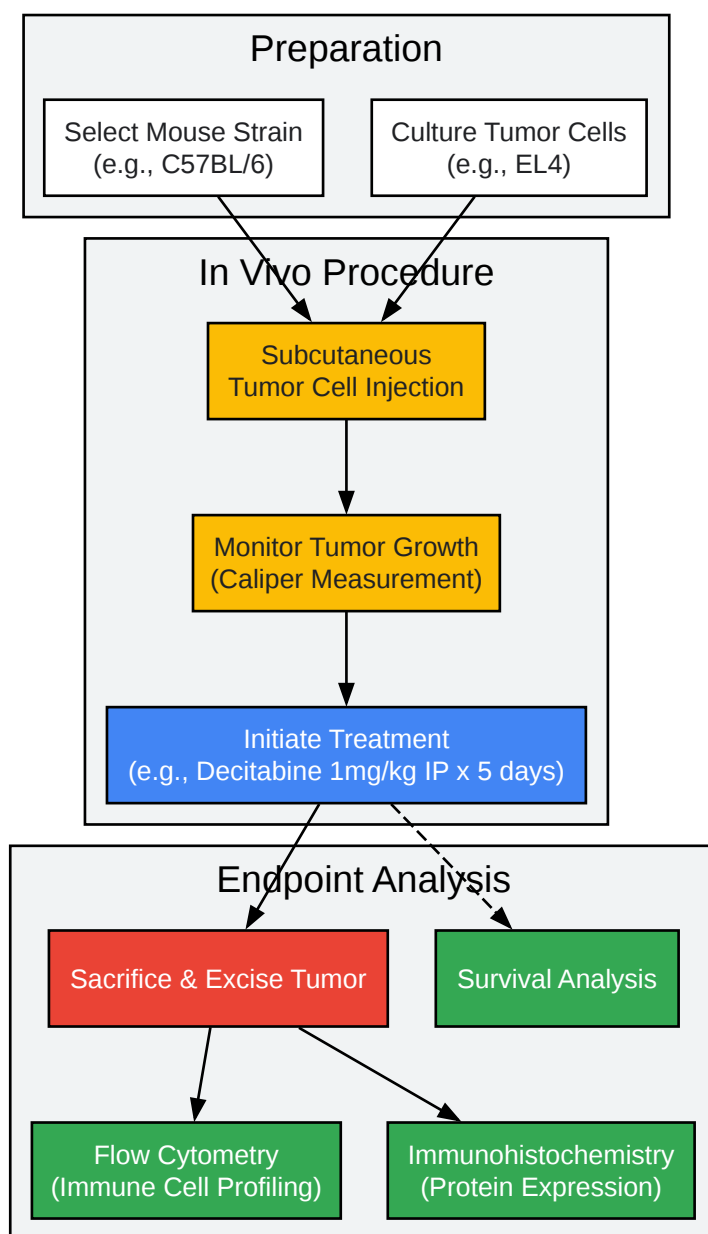 Preparation
Select Mouse Strain
(e.g., C57BL/6)
Culture Tumor Cells
(e.g., EL4)
In Vivo Procedure
Subcutaneous
Tumor Cell Injection
Monitor Tumor Growth
(Caliper Measurement)
Initiate Treatment
(e.g., Decitabine 1mg/kg IP x 5 days)
Endpoint Analysis
Sacrifice & Excise Tumor
Survival Analysis
Flow Cytometry
(Immune Cell Profiling)
Immunohistochemistry
(Protein Expression)